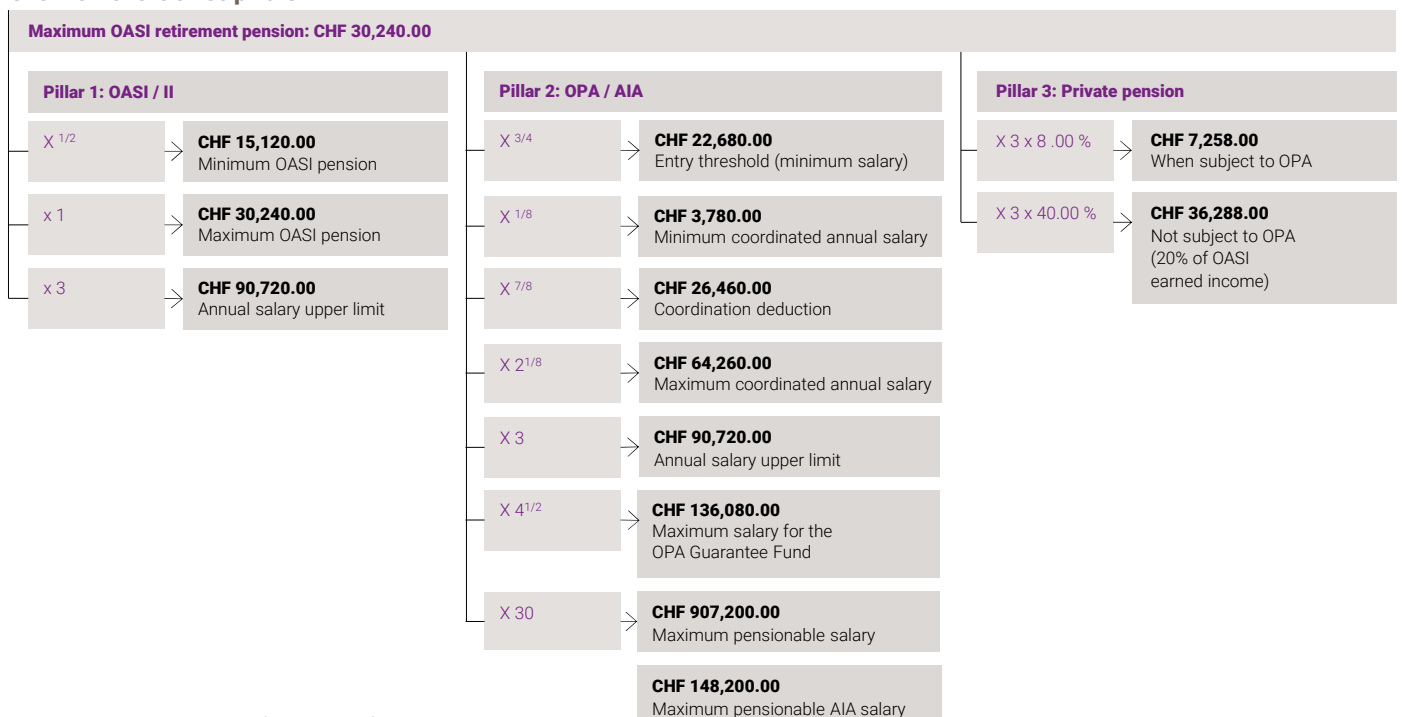 Maximum OASI retirement pension: CHF 30,240.00
Pillar 1: OASI / II
X 1/2
CHF 15,120.00
Minimum OASI pension
x 1
CHF 30,240.00
Maximum OASI pension
x 3
CHF 90,720.00
Annual salary upper limit
Pillar 2: OPA / AIA
X 3/4
CHF 22,680.00
Entry threshold (minimum salary)
X 1/8
CHF 3,780.00
Minimum coordinated annual salary
X 7/8
CHF 26,460.00
Coordination deduction
X 2 1/8
CHF 64,260.00
Maximum coordinated annual salary
X 3
CHF 90,720.00
Annual salary upper limit
X 4 1/2
CHF 136,080.00
Maximum salary for the
OPA Guarantee Fund
X 30
CHF 907,200.00
Maximum pensionable salary
CHF 148,200.00
Maximum pensionable AIA salary
Pillar 3: Private pension
X 3 x 8 .00 %
CHF 7,258.00
When subject to OPA
X 3 x 40.00 %
CHF 36,288.00
Not subject to OPA
(20% of OASI
earned income)